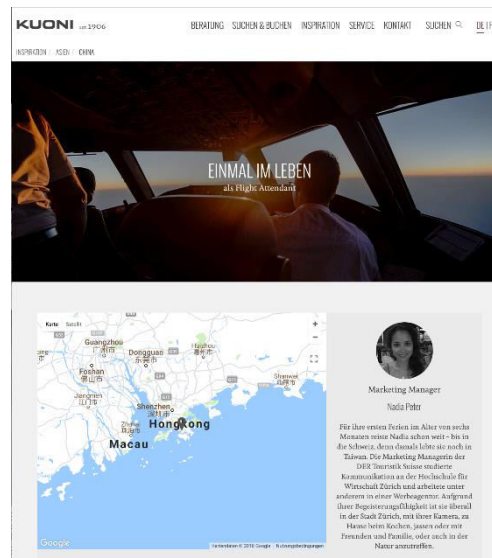 KUONI seit 1906
BERATUNG SUCHEN & BUCHEN INSPIRATION SERVICE KONTAKT SUCHEN DE
INSPIRATION / ASIEN / CHINA
EINMAL IM LEBEN
als Flight Attendant
Karte Satellit
Guangzhou
广州市
Dongguan
东莞市
Huizhou
惠州市
Foshan
佛山市
Shanwei
汕尾市
Jiangmen
江门市
Shenzhen
深圳市
Zhuhai
珠海市
Hongkong
Macau
Google
Kartendaten © 2018 Google
Nutzungsbedingungen
Marketing Manager
Nadia Peter
Für ihre ersten Ferien im Alter von sechs
Monaten reiste Nadia schon weit – bis in
die Schweiz, denn damals lebte sie noch in
Taiwan. Die Marketing Managerin der
DER Touristik Suisse studierte
Kommunikation an der Hochschule für
Wirtschaft Zürich und arbeitete unter
anderem in einer Werbeagentur. Aufgrund
ihrer Begeisterungsfähigkeit ist sie überall
in der Stadt Zürich, mit ihrer Kamera, zu
Hause beim Kochen, jassen oder mit
Freunden und Familie, oder auch in der
Natur anzutreffen.